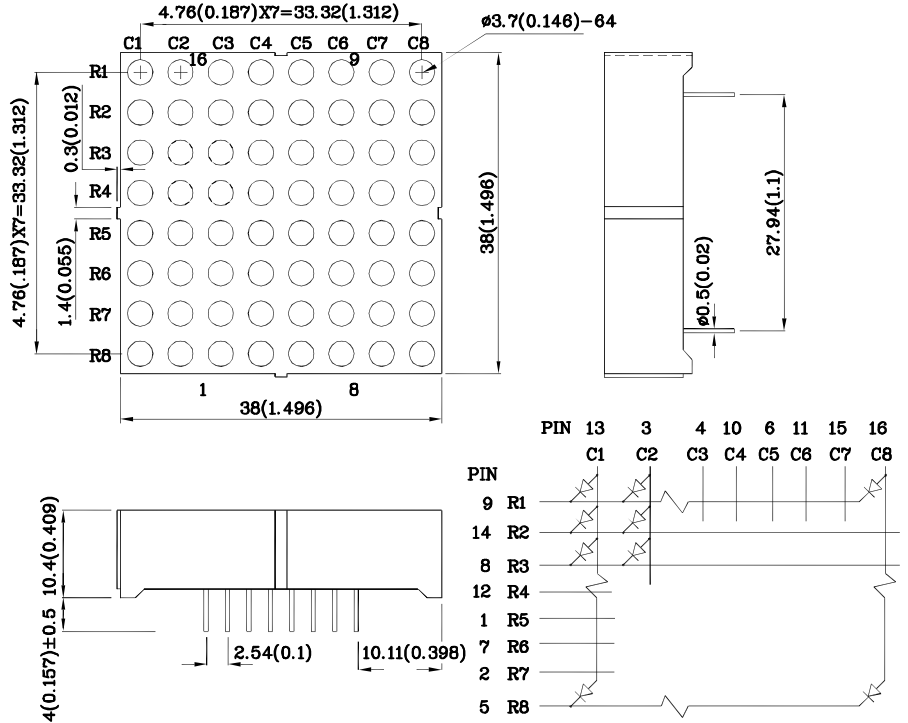 4.76(0.187)X7=33.32(1.312)
ø3.7(0.146)-64
C1 C2 C3 C4 C5 C6 C7 C8
16 9
R1
R2
R3
R4
R5
R6
R7
R8
4.76(.187)X7=33.32(1.312)
0.3(0.012)
1.4(0.055)
38(1.496)
1 8
38(1.496)
27.94(1.1)
ø0.5(0.02)
10.4(0.409)
4(0.157)±0.5
2.54(0.1)
10.11(0.398)
PIN 13 3 4 10 6 11 15 16
C1 C2 C3 C4 C5 C6 C7 C8
PIN
9 R1
14 R2
8 R3
12 R4
1 R5
7 R6
2 R7
5 R8